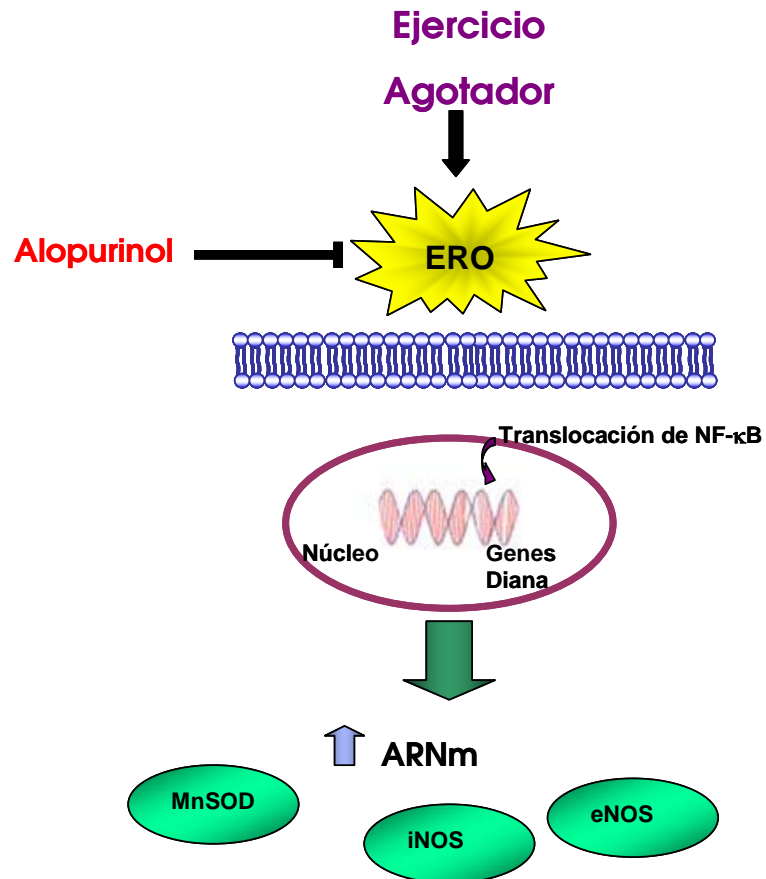 Ejercicio
Agotador
Alopurinol
ERO
Translocación de NF-κB
Núcleo
Genes
Diana
ARNm
MnSOD
iNOS
eNOS